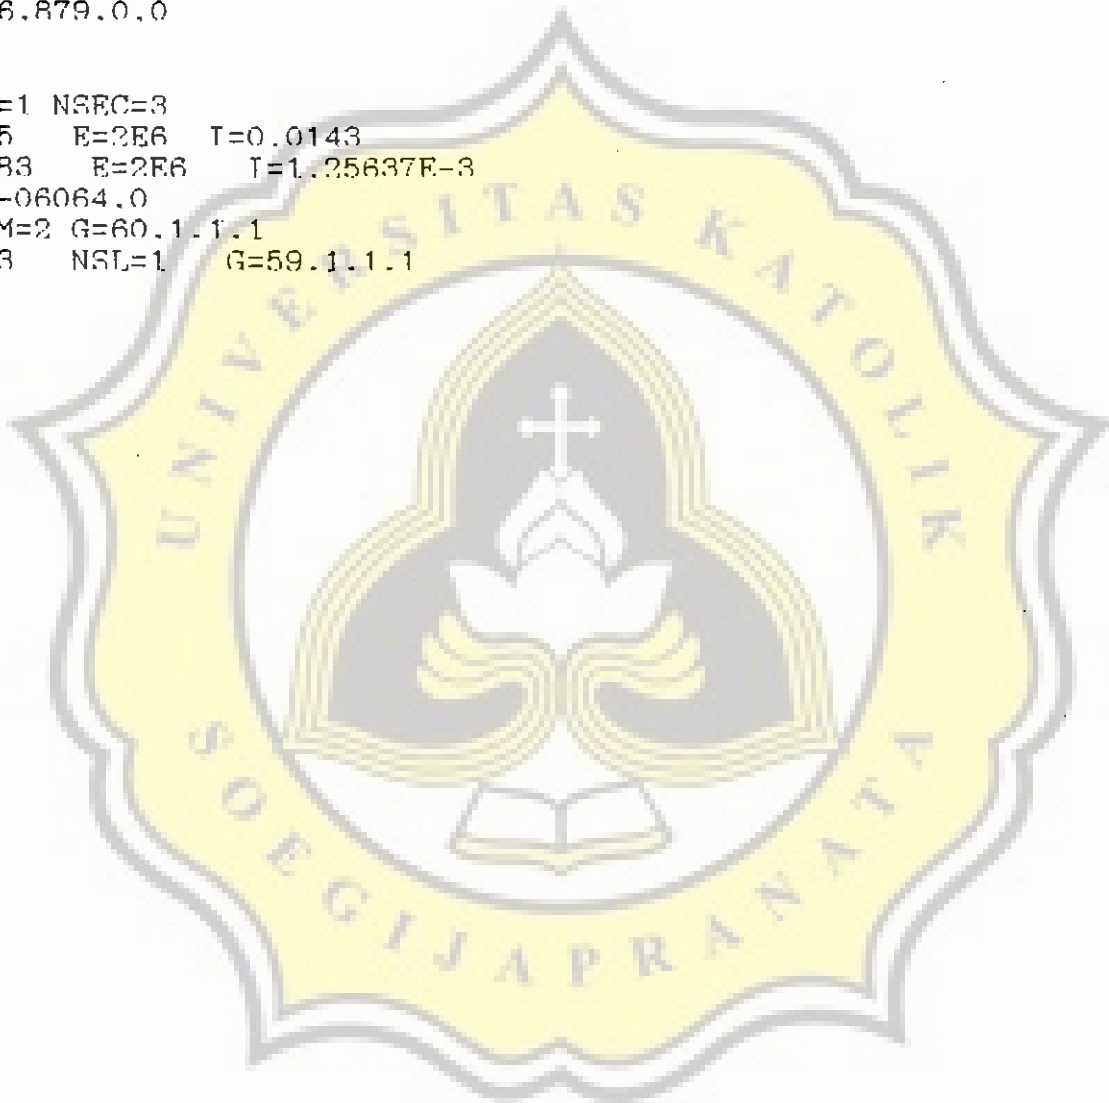 6.879.0.0
=1 NSEC=3
5 E=2E6 I=0.0143
83 E=2E6 I=1.25637E-3
-06064.0
M=2 G=60.1.1.1
3 NSL=1 G=59.1.1.1
UNIVERSITAS KATOLIK
SOEGIJAPRANATA